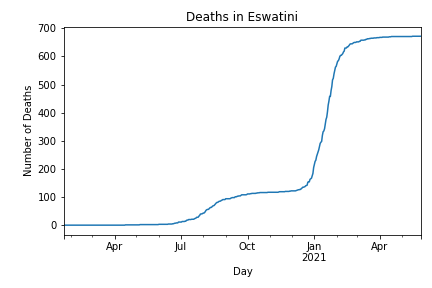 Deaths in Eswatini
Number of Deaths
700
600
500
400
300
200
100
0
Apr
Jul
Oct
Jan
2021
Apr
Day